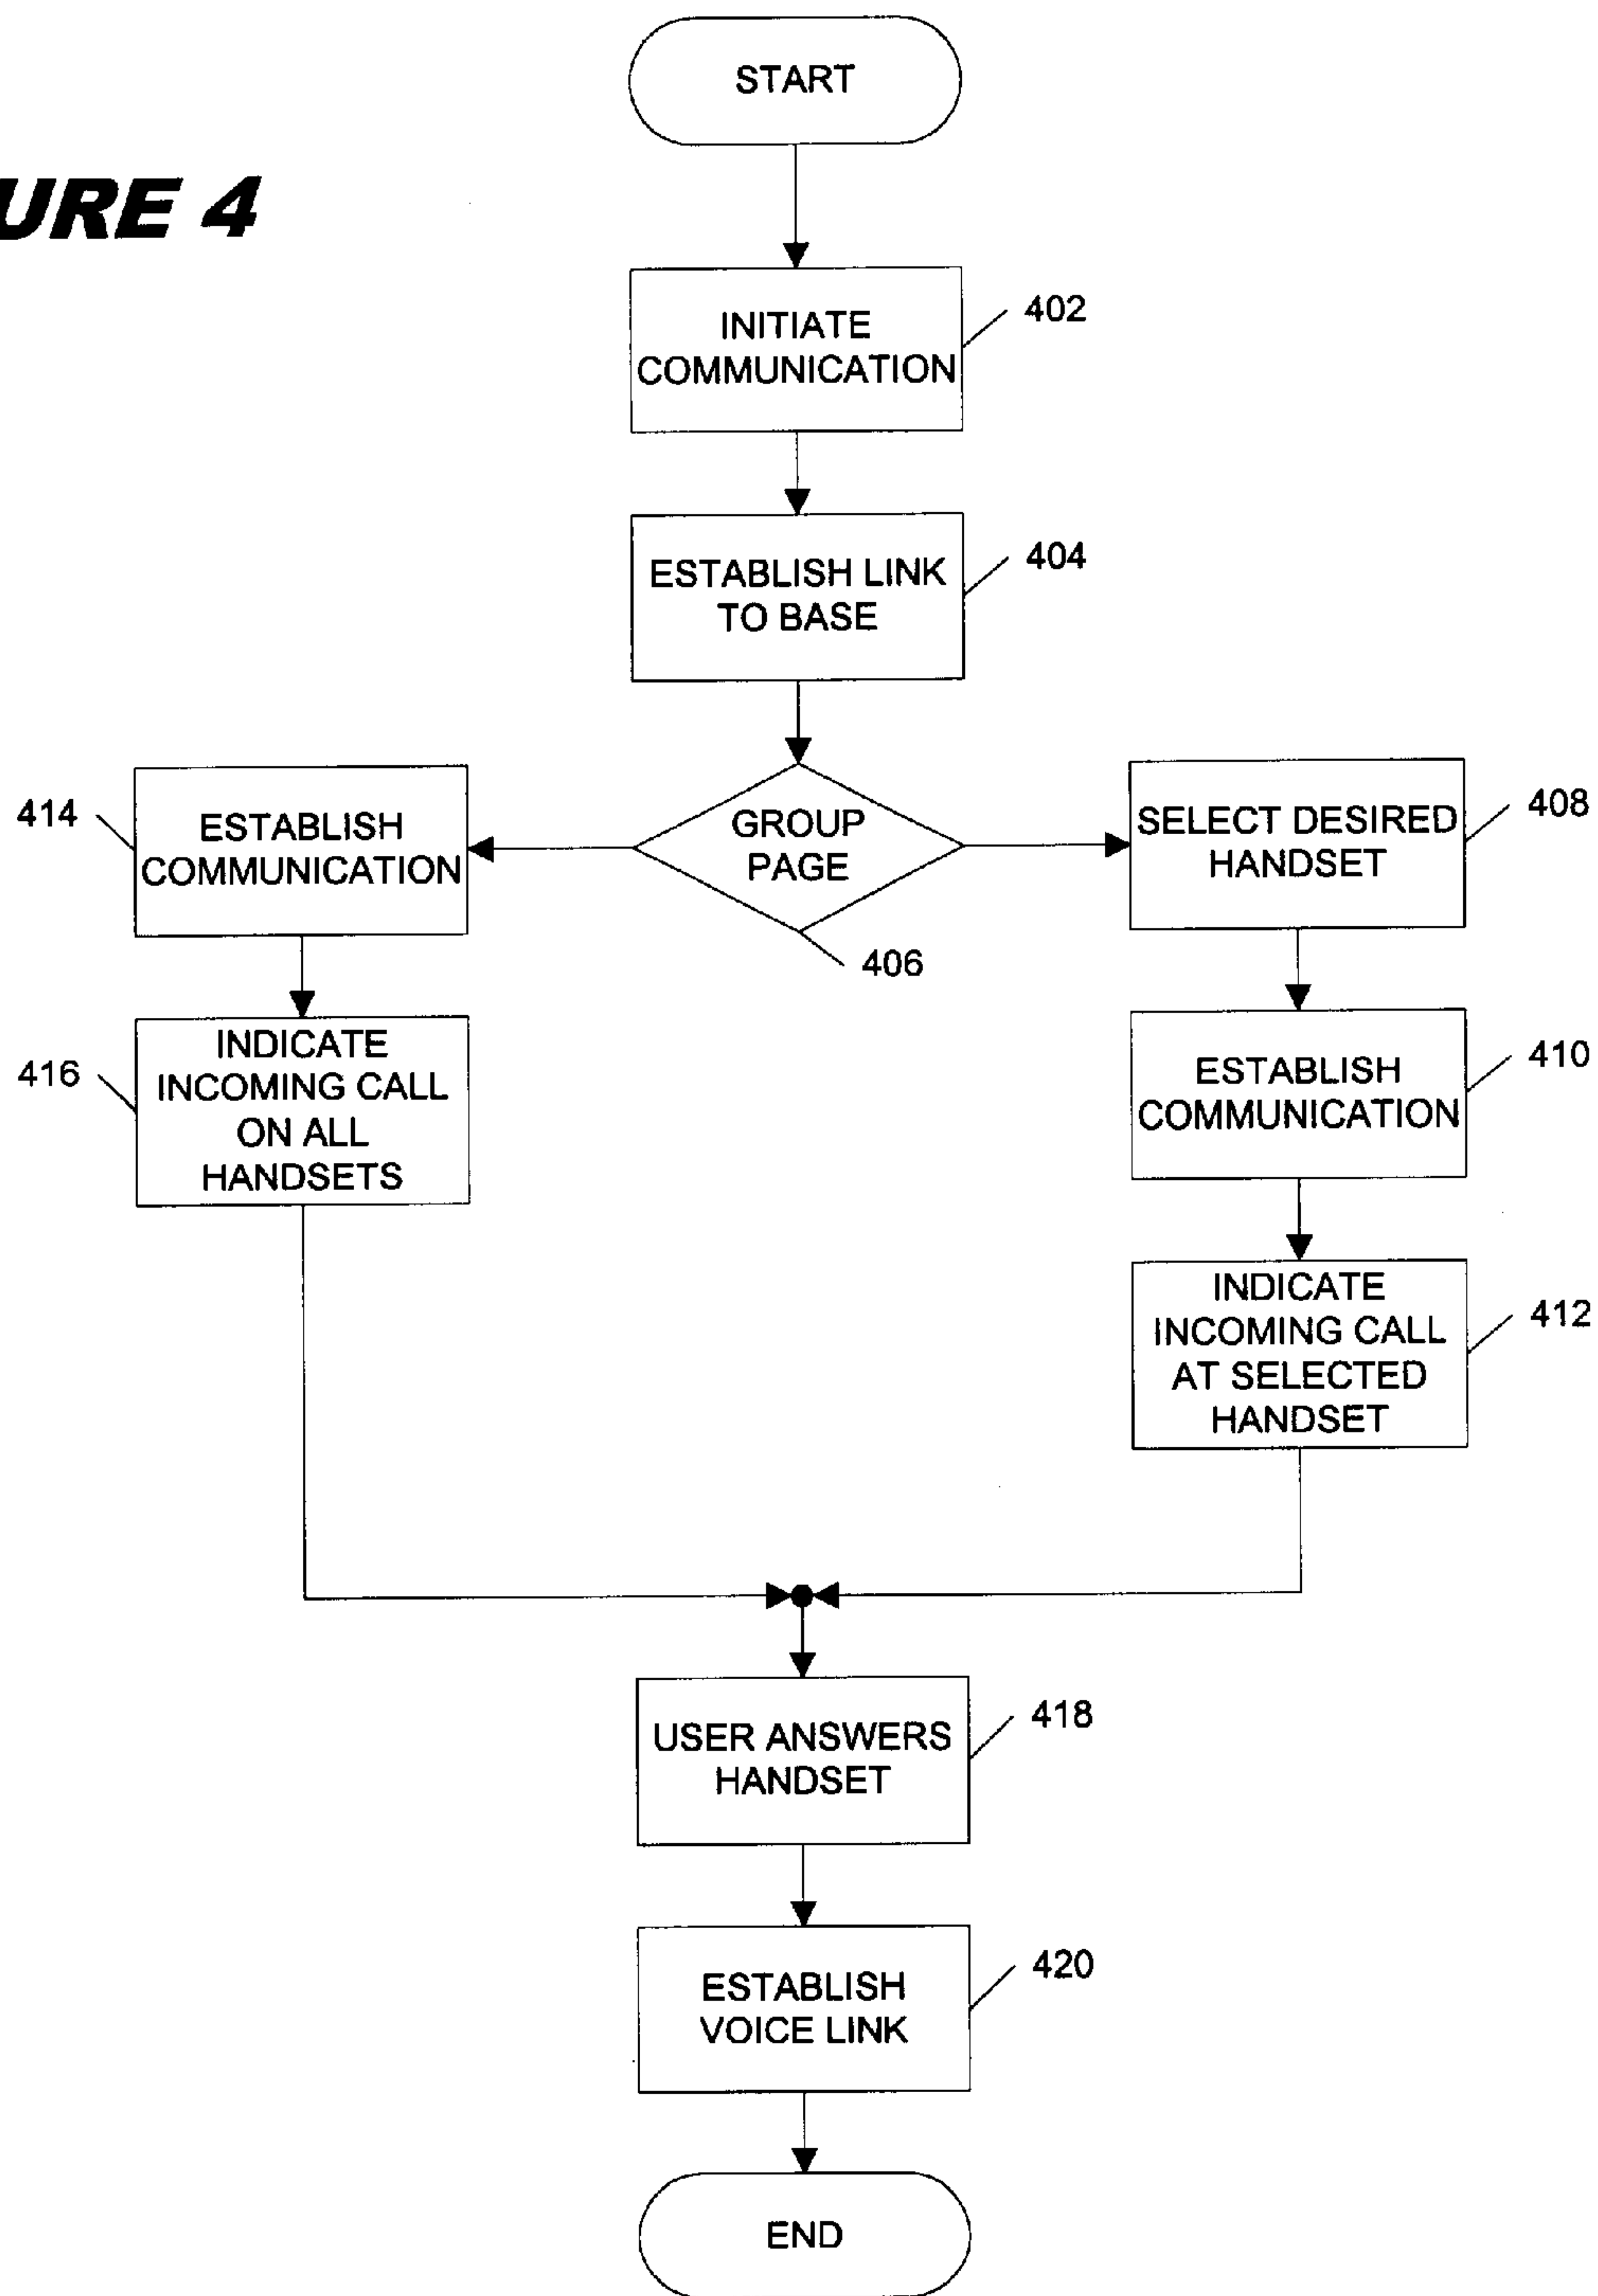 START
URE 4
INITIATE
COMMUNICATION
402
ESTABLISH LINK
TO BASE
404
414
ESTABLISH
COMMUNICATION
GROUP
PAGE
406
SELECT DESIRED
HANDSET
408
416
INDICATE
INCOMING CALL
ON ALL
HANDSETS
ESTABLISH
COMMUNICATION
410
INDICATE
INCOMING CALL
AT SELECTED
HANDSET
412
USER ANSWERS
HANDSET
418
ESTABLISH
VOICE LINK
420
END